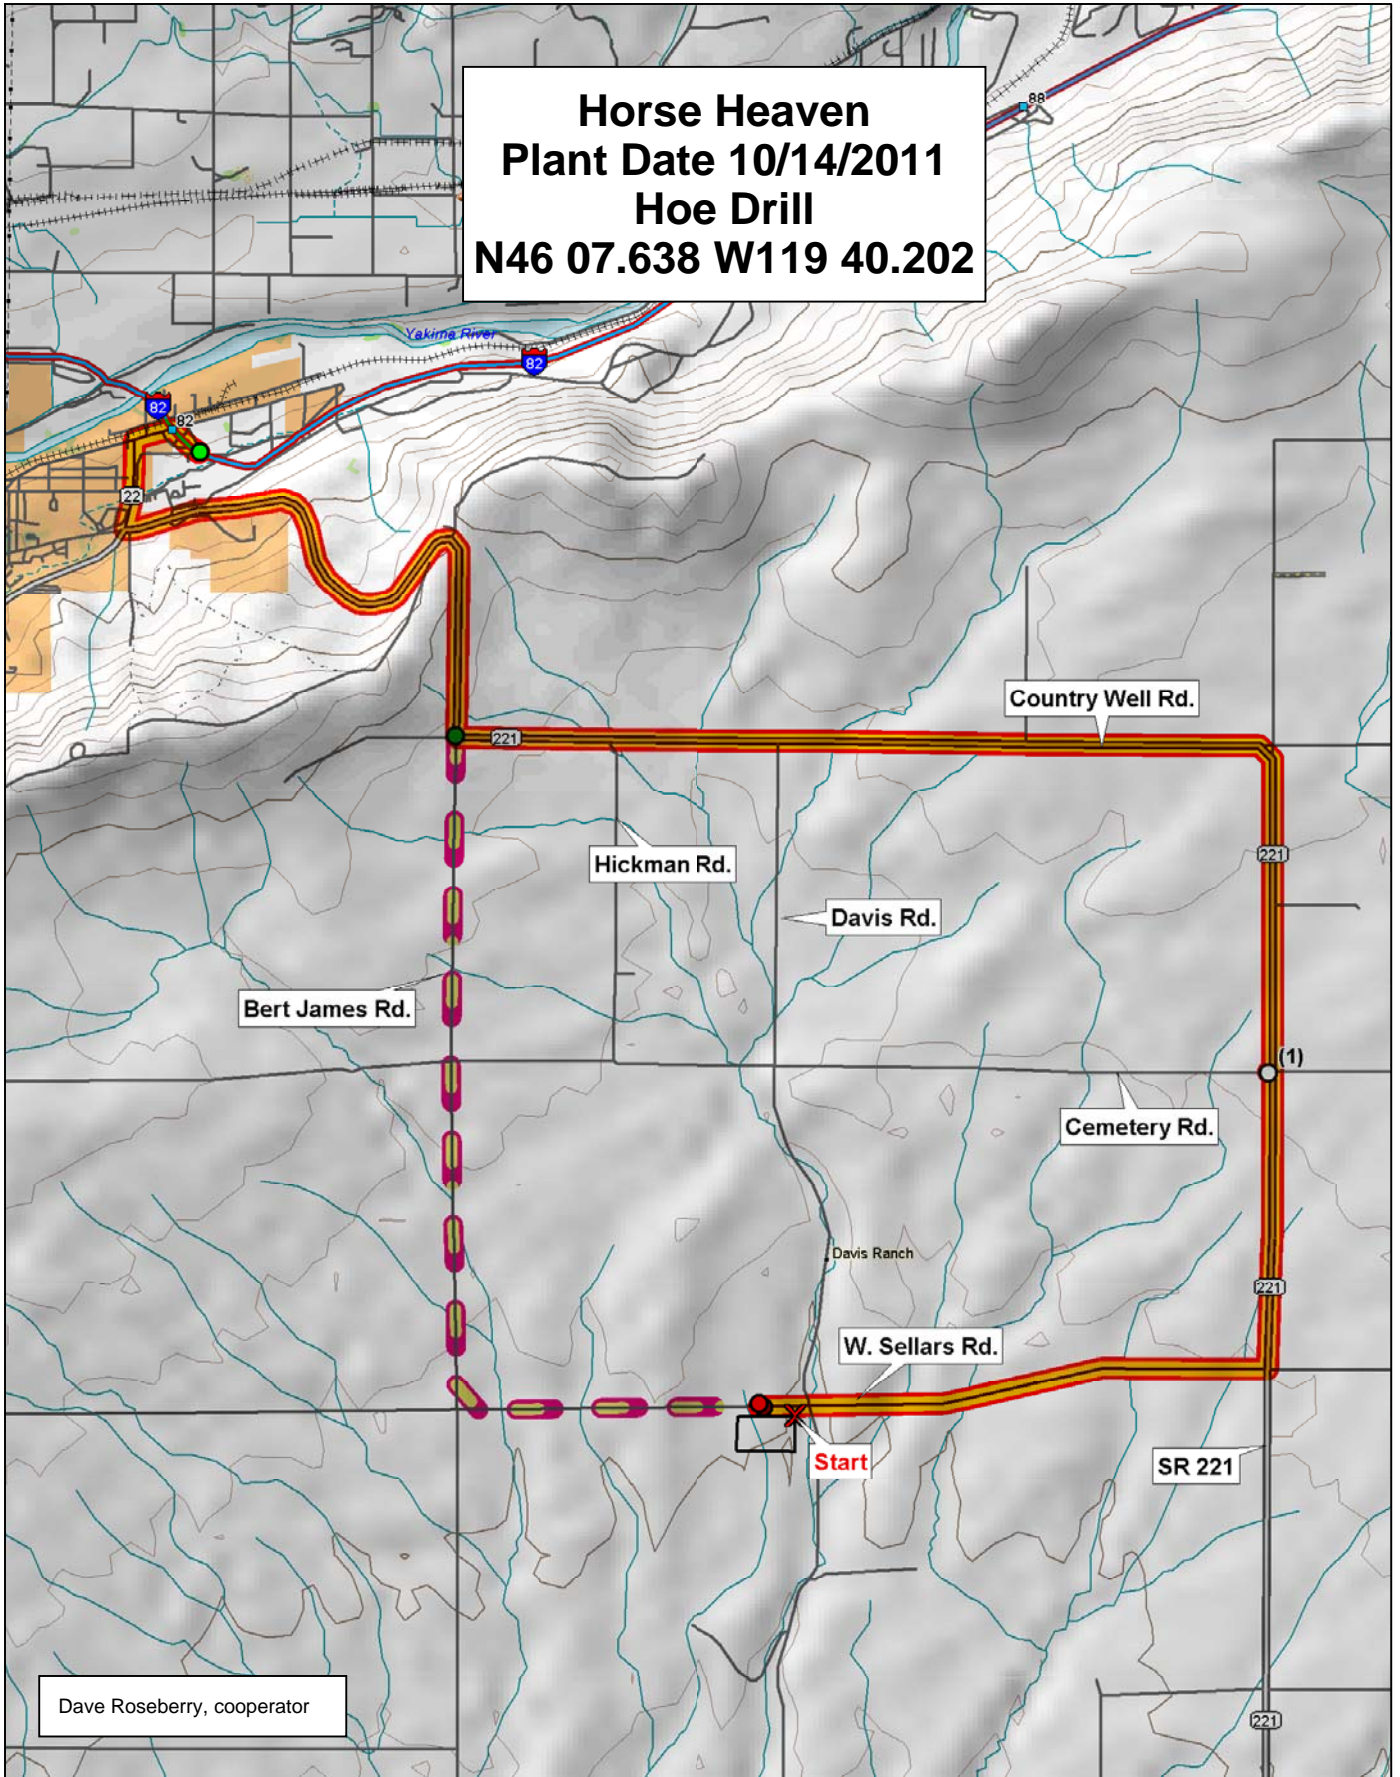 Horse Heaven
Plant Date 10/14/2011
Hoe Drill
N46 07.638 W119 40.202
88
Yakima River
82
82
82
22
Country Well Rd.
221
221
Hickman Rd.
Davis Rd.
Bert James Rd.
(1)
Cemetery Rd.
Davis Ranch
221
W. Sellars Rd.
Start
SR 221
Dave Roseberry, cooperator
221